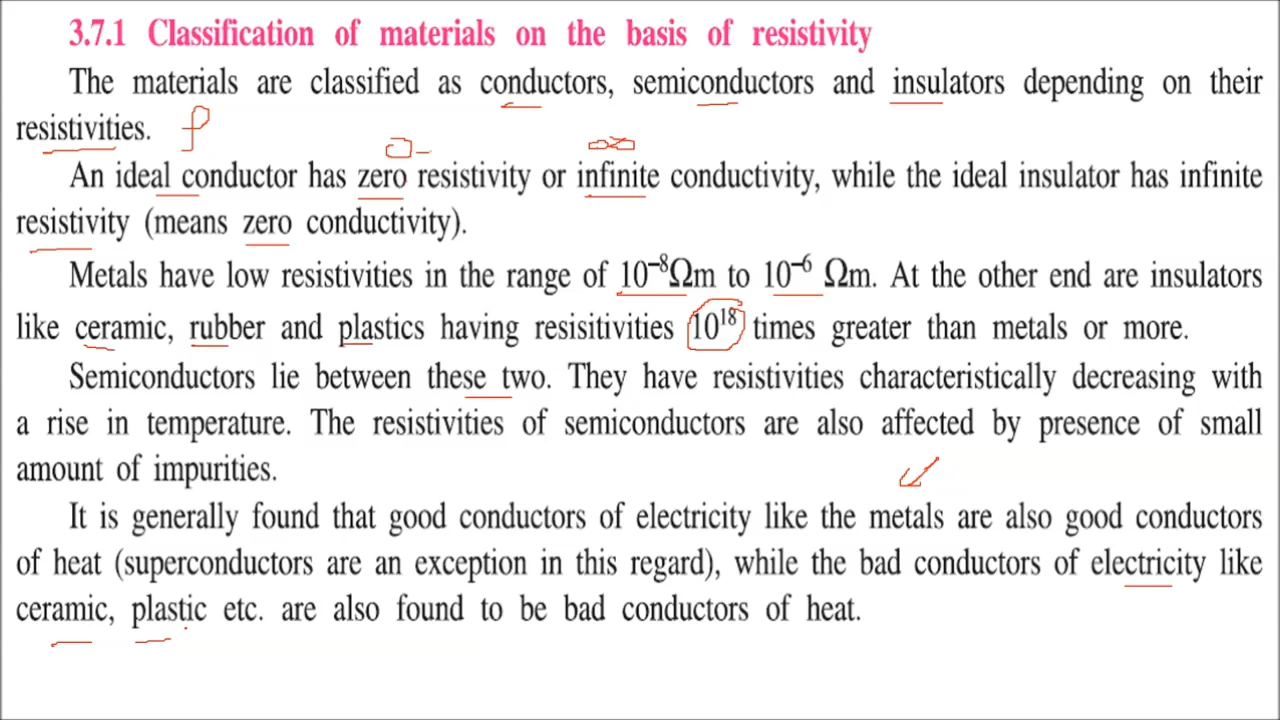 3.7.1 Classification of materials on the basis of resistivity
The materials are classified as conductors, semiconductors and insulators depending on their
resistivities. ρ
0 ∞
An ideal conductor has zero resistivity or infinite conductivity, while the ideal insulator has infinite
resistivity (means zero conductivity).
Metals have low resistivities in the range of 10⁻⁸Ωm to 10⁻⁶ Ωm. At the other end are insulators
like ceramic, rubber and plastics having resisitivities 10¹⁸ times greater than metals or more.
Semiconductors lie between these two. They have resistivities characteristically decreasing with
a rise in temperature. The resistivities of semiconductors are also affected by presence of small
amount of impurities.
It is generally found that good conductors of electricity like the metals are also good conductors
of heat (superconductors are an exception in this regard), while the bad conductors of electricity like
ceramic, plastic etc. are also found to be bad conductors of heat.